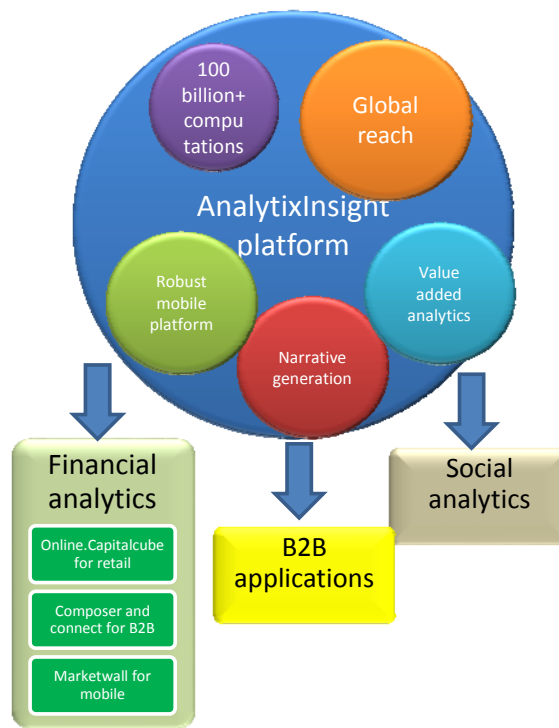 100
billion+
compu
tations
Global
reach
AnalytixInsight
platform
Robust
mobile
platform
Value
added
analytics
Narrative
generation
Financial
analytics
Online.Capitalcube
for retail
Composer and
connect for B2B
Marketwall for
mobile
B2B
applications
Social
analytics